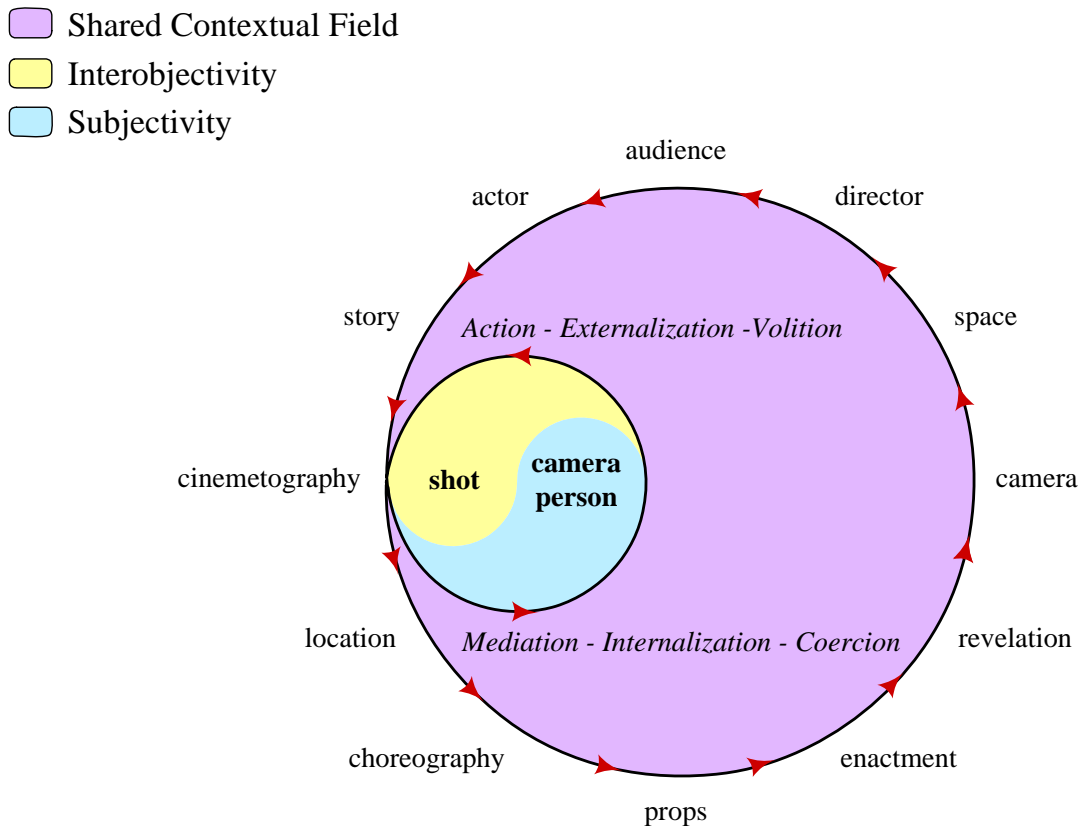 Shared Contextual Field
Interobjectivity
Subjectivity
audience
actor
director
story
Action - Externalization -Volition
space
cinemetography
shot
camera
person
camera
location
Mediation - Internalization - Coercion
revelation
choreography
enactment
props